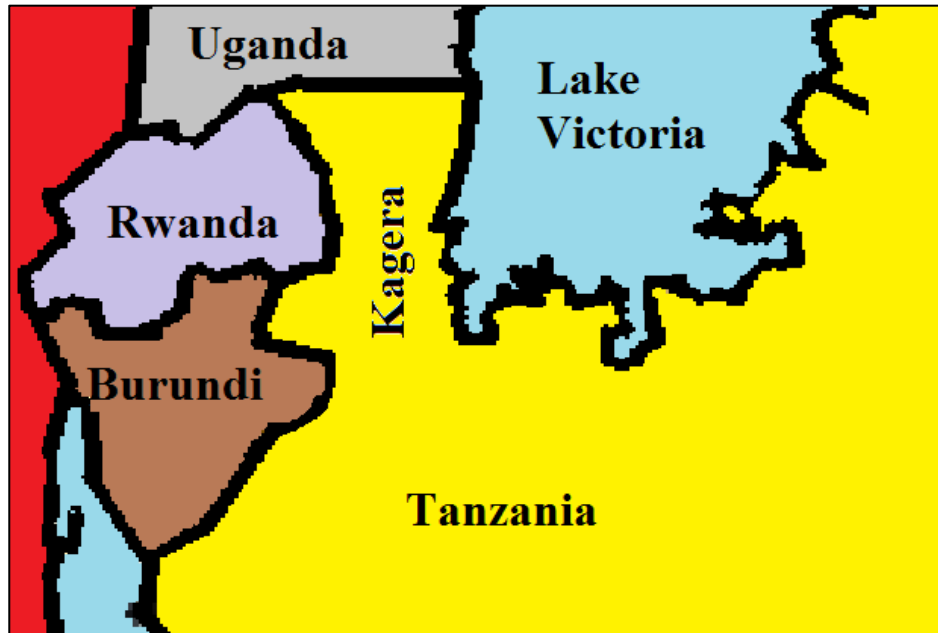 Uganda
Lake
Victoria
Rwanda
Kagera
Burundi
Tanzania